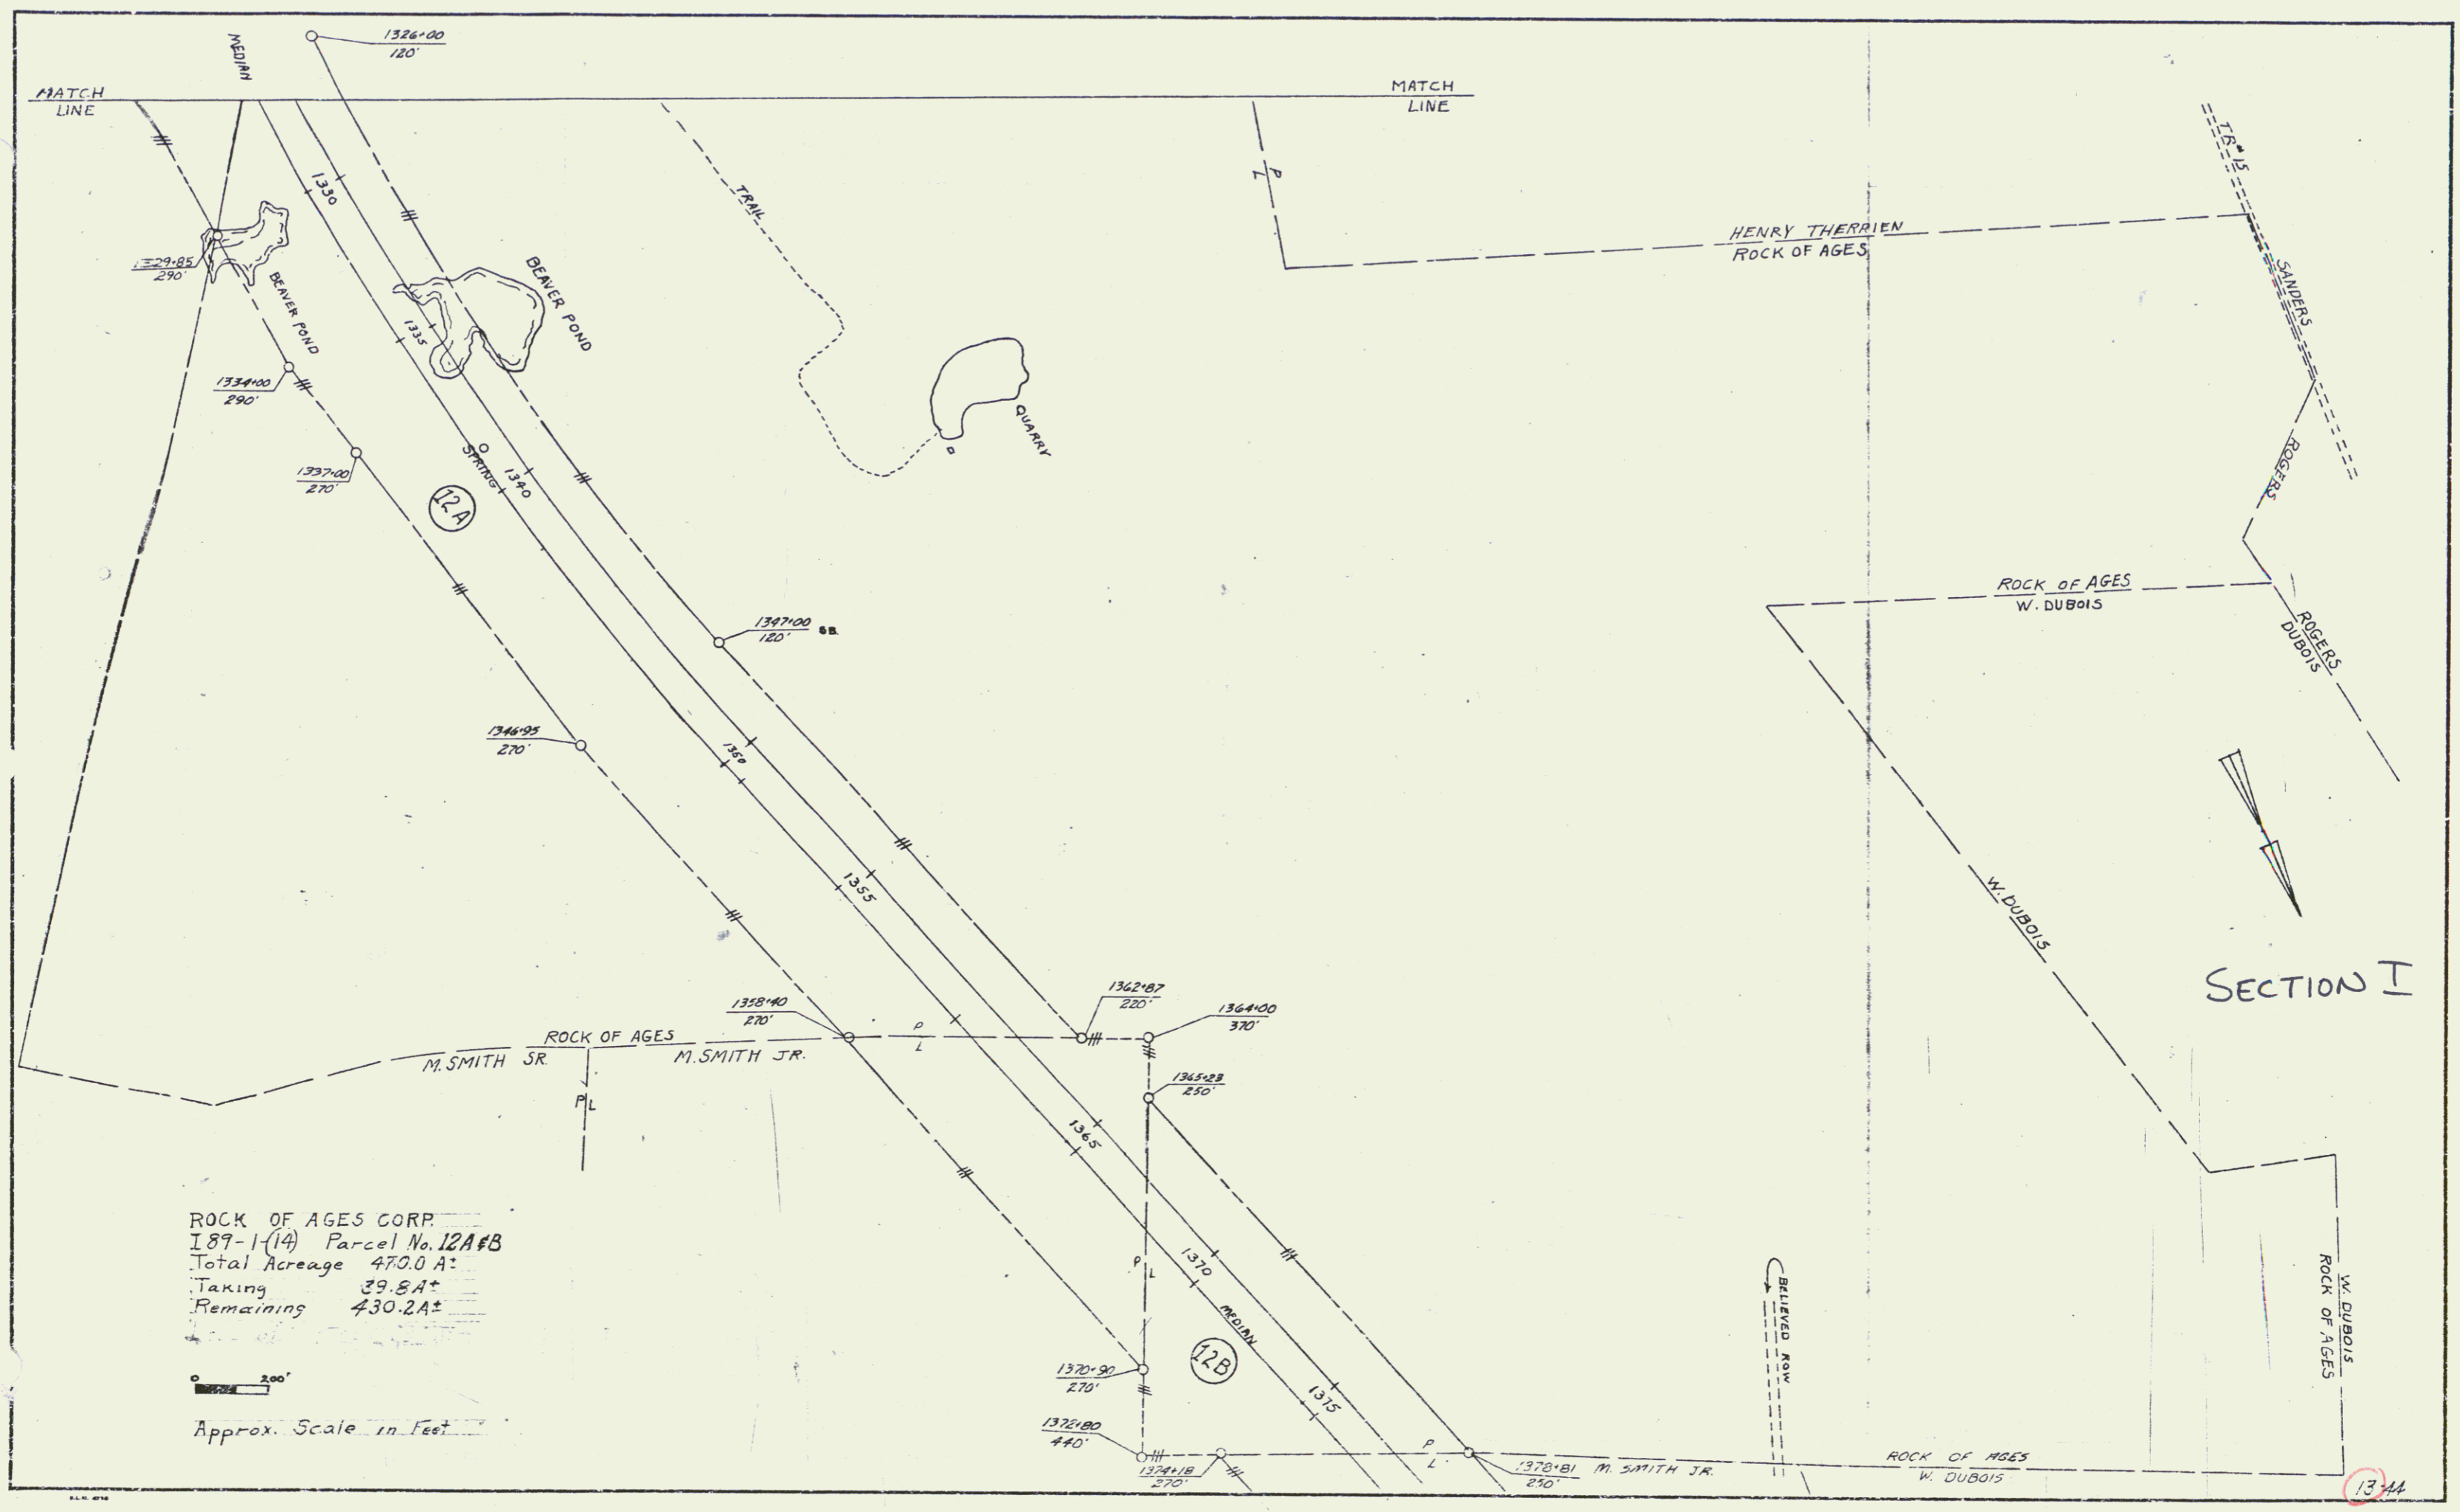 1326+00
120'
MEDIAN
MATCH
LINE
MATCH
LINE
TR#15
P
L
TRAIL
1330
HENRY THERRIEN
ROCK OF AGES
SANDERS
1329+85
290'
BEAVER POND
BEAVER POND
1335
1334+00
290'
QUARRY
ROGERS
SPRING
1340
1337+00
270'
12A
ROCK OF AGES
W. DUBOIS
1347+00
120'
ROGERS
DUBOIS
1346+95
270'
W. DUBOIS
1355
SECTION I
1362+87
220'
1358+40
270'
1364+00
370'
ROCK OF AGES
M. SMITH SR.
M. SMITH JR.
P
L
1365+23
250'
P L
1365
ROCK OF AGES CORP.
I 89-1-(14) Parcel No. 12A&B
Total Acreage 470.0 A±
Taking 39.8 A±
Remaining 430.2 A±
P L
1370
MEDIAN
12B
BELIEVED ROW
W. DUBOIS
ROCK OF AGES
1370+90
270'
1375
0 200'
Approx. Scale in Feet
1372+80
440'
1374+18
270'
P
L
1378+81
250'
M. SMITH JR.
ROCK OF AGES
W. DUBOIS
13 44